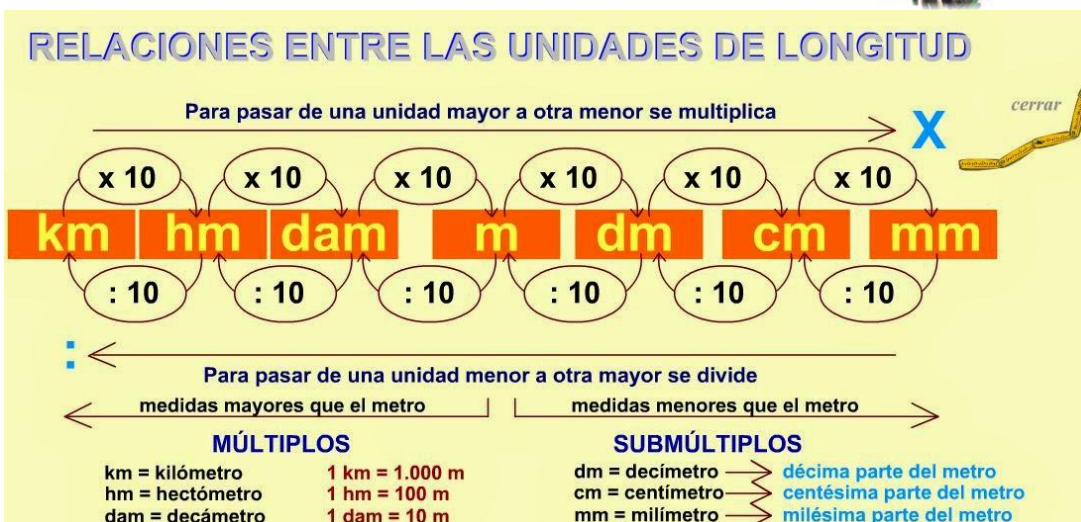 RELACIONES ENTRE LAS UNIDADES DE LONGITUD
Para pasar de una unidad mayor a otra menor se multiplica
X
cerrar
x 10 x 10 x 10 x 10 x 10 x 10
km hm dam m dm cm mm
: 10 : 10 : 10 : 10 : 10 : 10
:
Para pasar de una unidad menor a otra mayor se divide
medidas mayores que el metro medidas menores que el metro
MÚLTIPLOS SUBMÚLTIPLOS
km = kilómetro 1 km = 1.000 m dm = decímetro décima parte del metro
hm = hectómetro 1 hm = 100 m cm = centímetro centésima parte del metro
dam = decámetro 1 dam = 10 m mm = milímetro milésima parte del metro